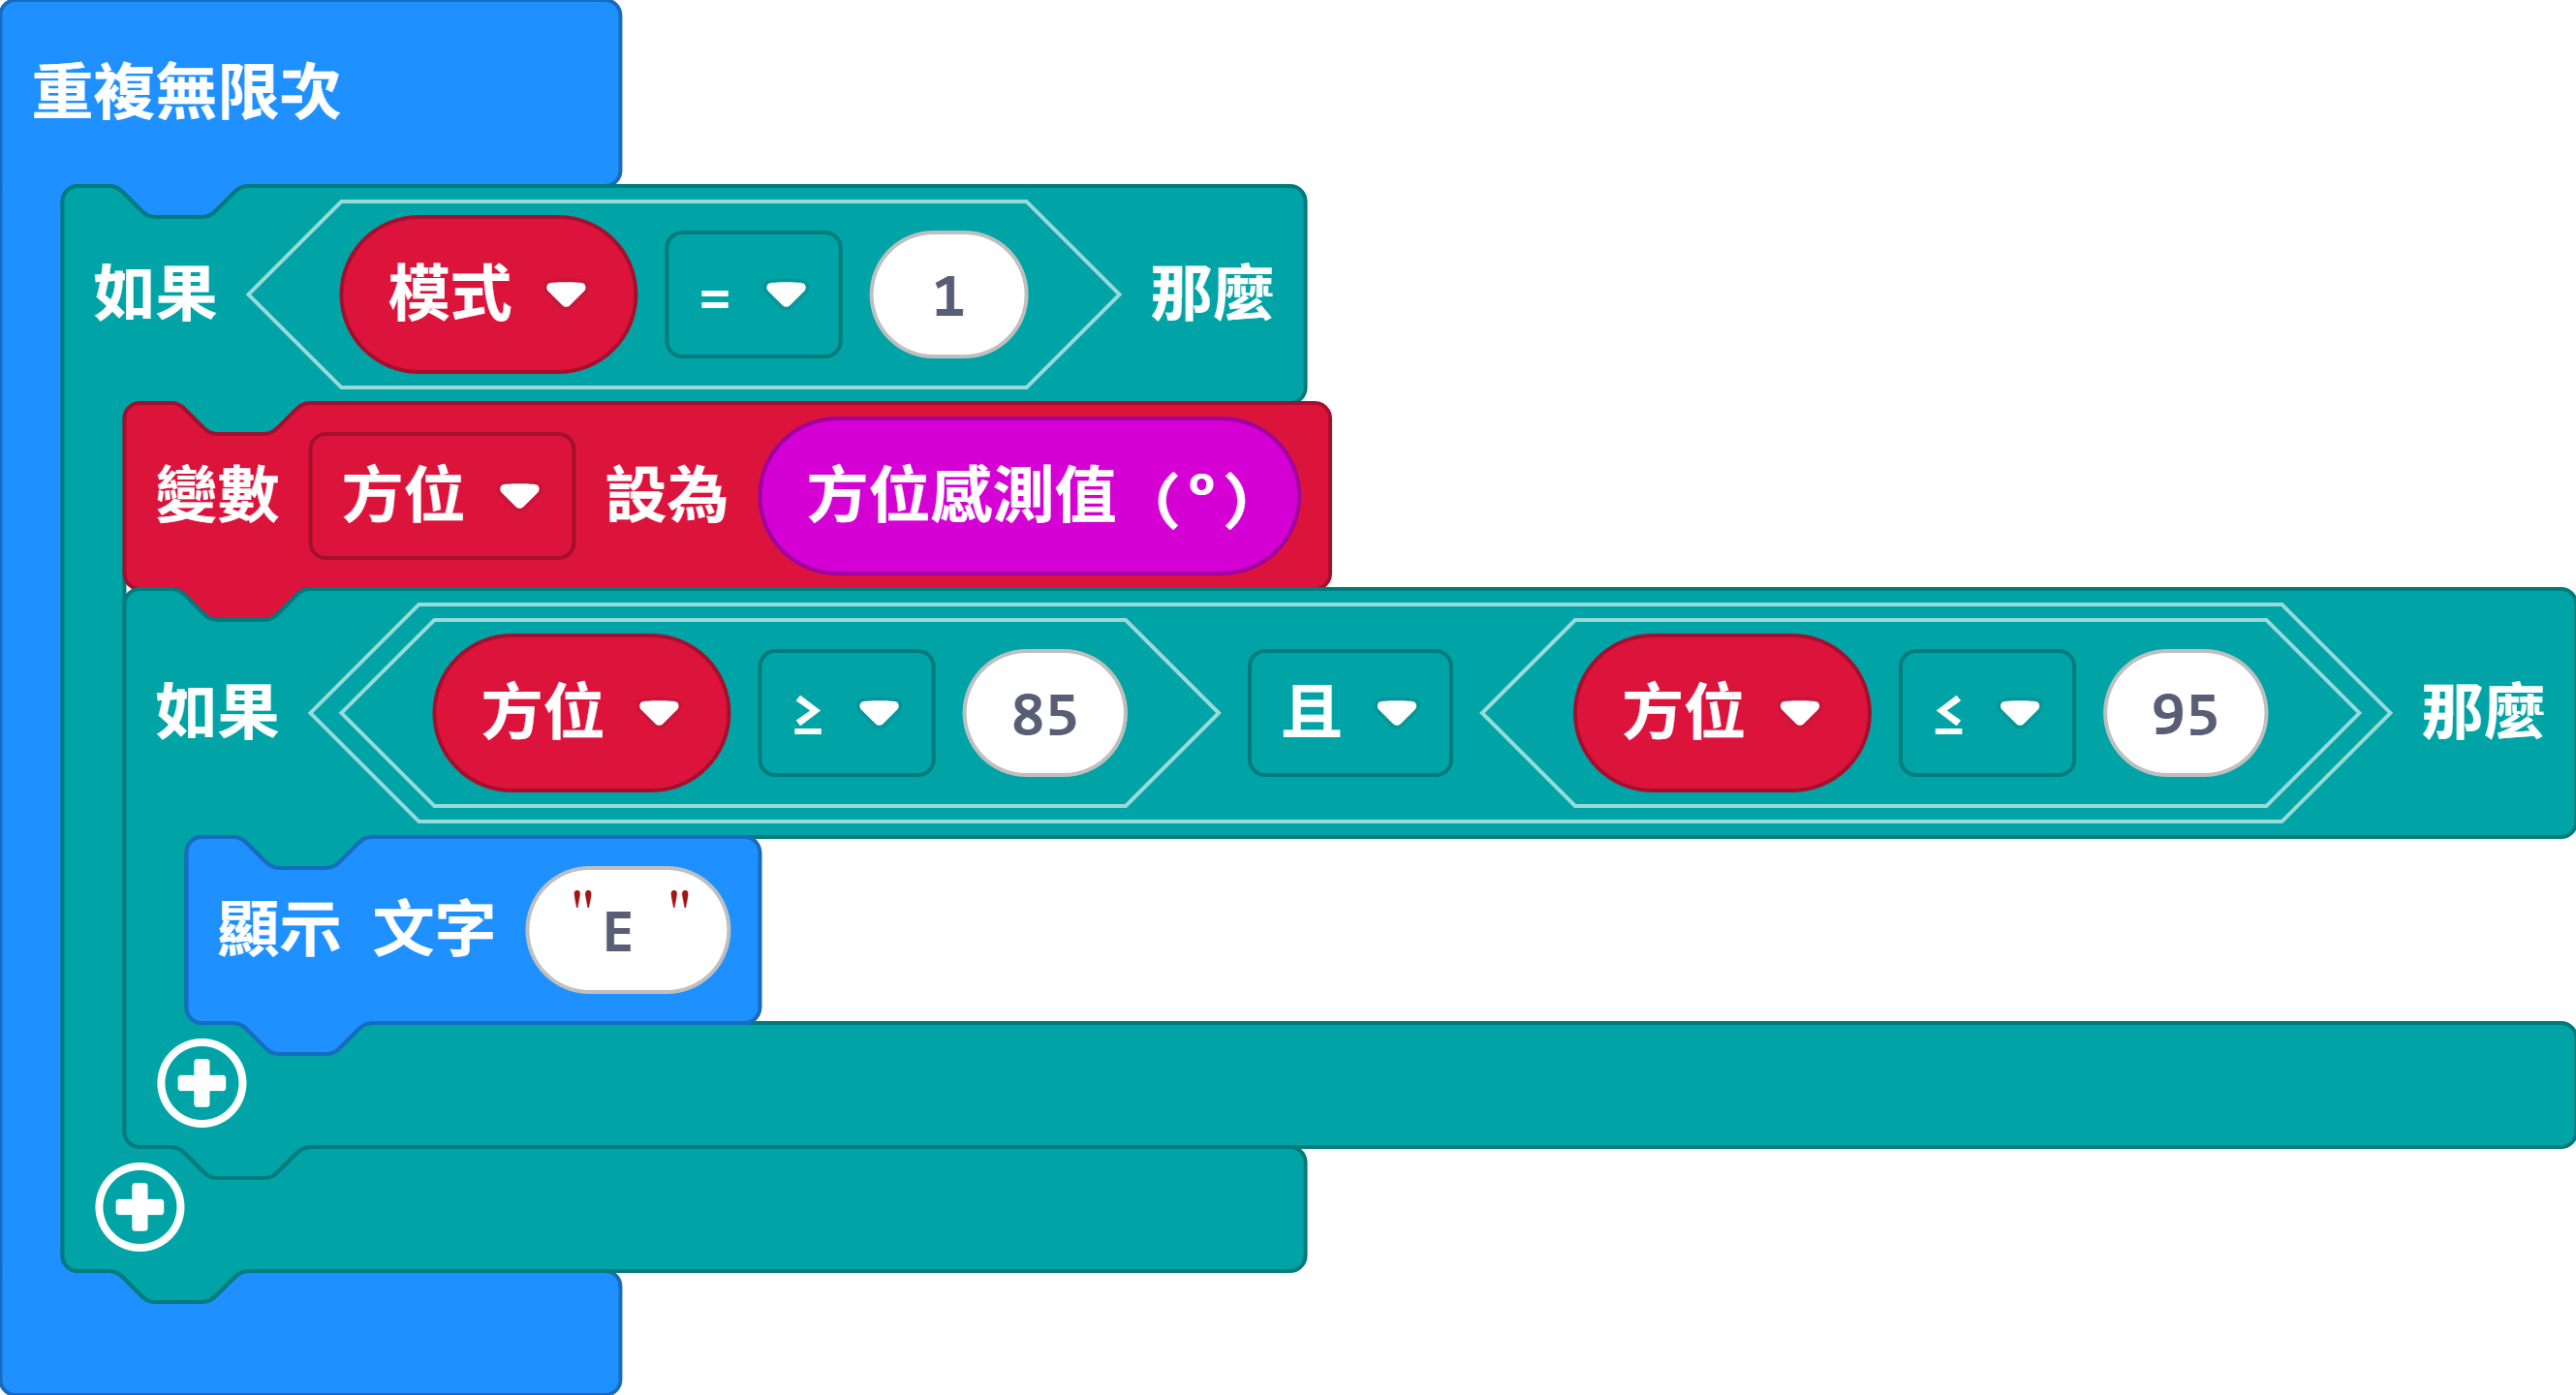 重複無限次
如果 模式 = 1 那麼
變數 方位 設為 方位感測值 (°)
如果 方位 ≥ 85 且 方位 ≤ 95 那麼
顯示 文字 "E "